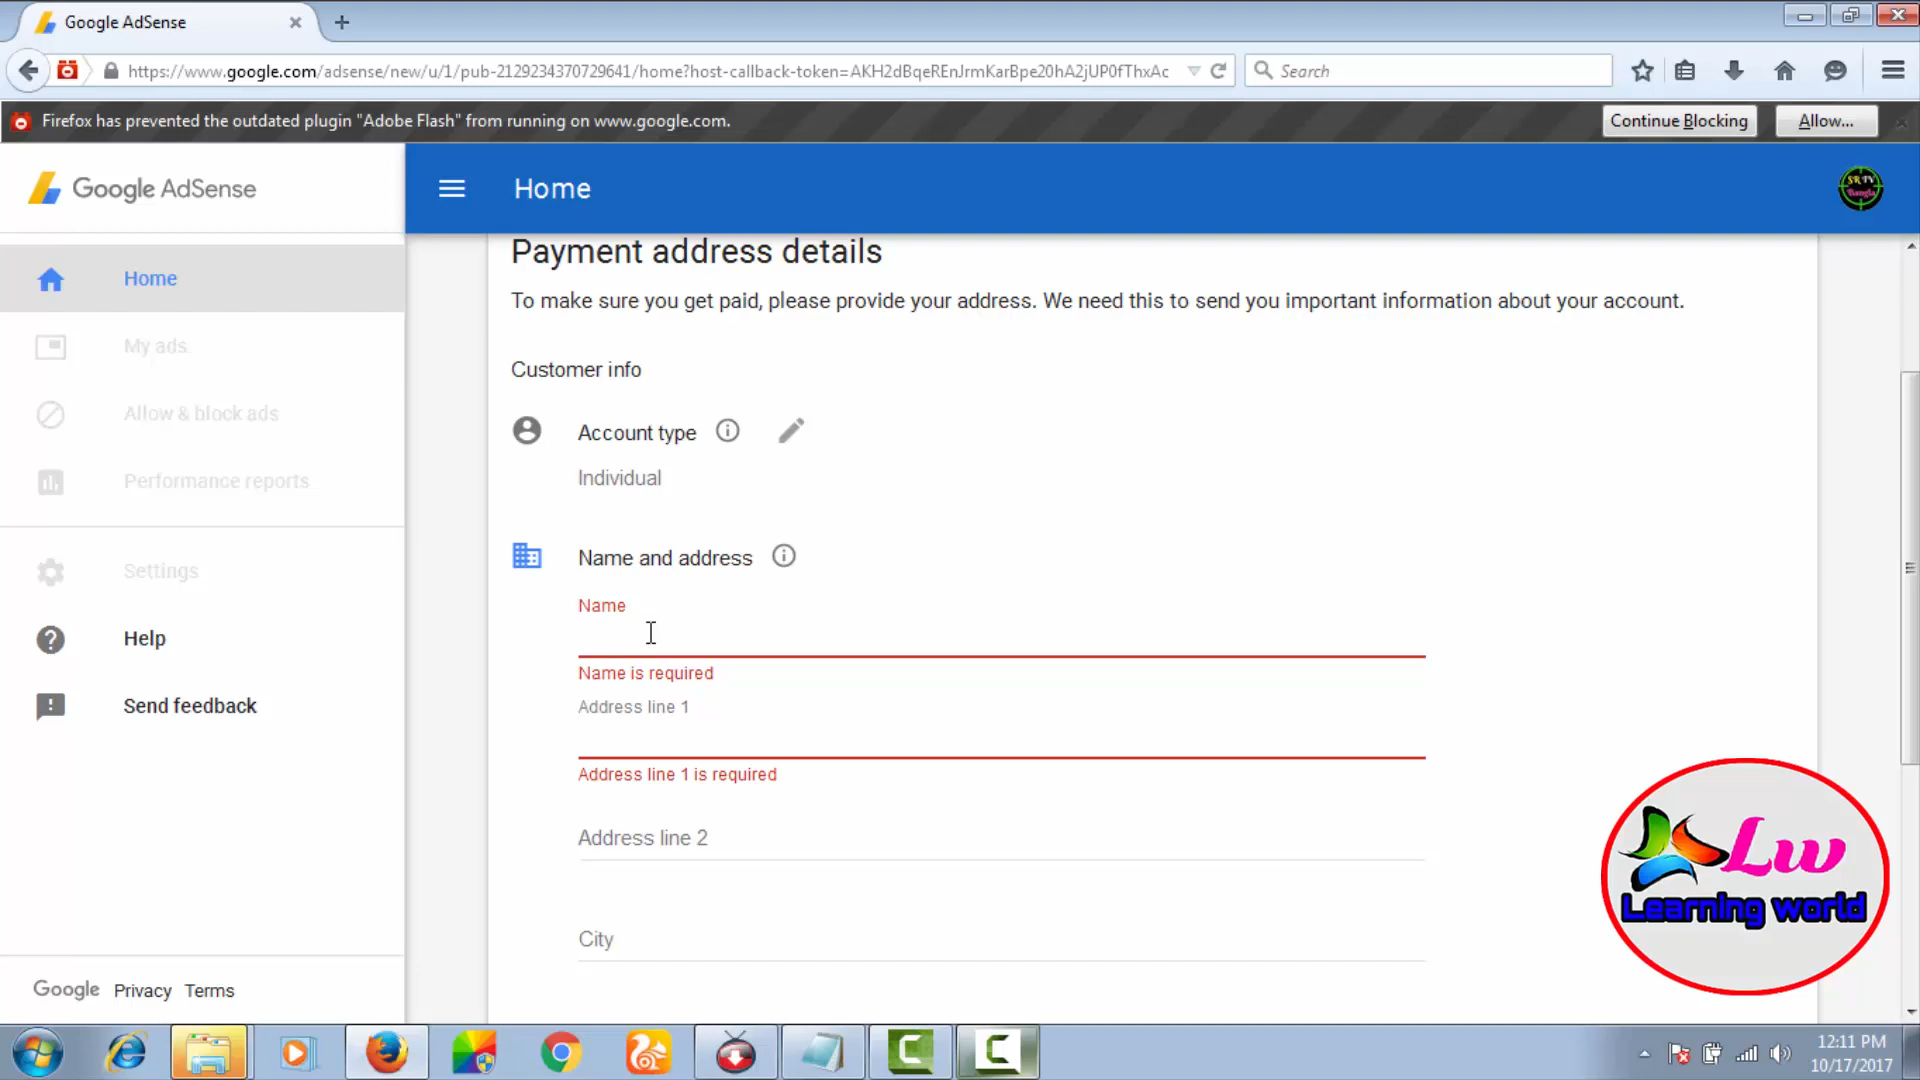 Google AdSense
https://www.google.com/adsense/new/u/1/pub-2129234370729641/home?host-callback-token=AKH2dBqeREnJrmKarBpe20hA2jUP0fThxAc
Search
Firefox has prevented the outdated plugin "Adobe Flash" from running on www.google.com.
Continue Blocking
Allow...
Google AdSense
Home
SR TV
Bangla
Home
My ads
Allow & block ads
Performance reports
Settings
Help
Send feedback
Google Privacy Terms
Payment address details
To make sure you get paid, please provide your address. We need this to send you important information about your account.
Customer info
Account type
Individual
Name and address
Name
Name is required
Address line 1
Address line 1 is required
Address line 2
City
Lw
Learning world
12:11 PM
10/17/2017